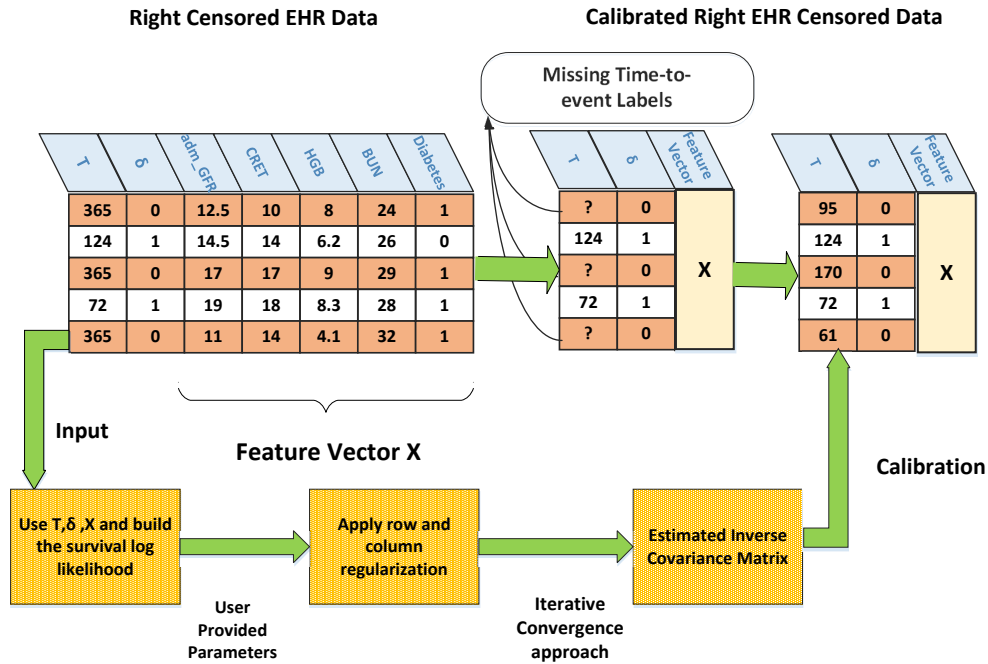 Right Censored EHR Data
Calibrated Right EHR Censored Data
Missing Time-to-
event Labels
T δ adm_GFR CRET HGB BUN Diabetes
365 0 12.5 10 8 24 1
124 1 14.5 14 6.2 26 0
365 0 17 17 9 29 1
72 1 19 18 8.3 28 1
365 0 11 14 4.1 32 1
T δ Feature
Vector
? 0
124 1
? 0
72 1
? 0
X
T δ Feature
Vector
95 0
124 1
170 0
72 1
61 0
X
Input
Feature Vector X
Calibration
Use T,δ ,X and build
the survival log
likelihood
Apply row and
column
regularization
Estimated Inverse
Covariance Matrix
User
Provided
Parameters
Iterative
Convergence
approach